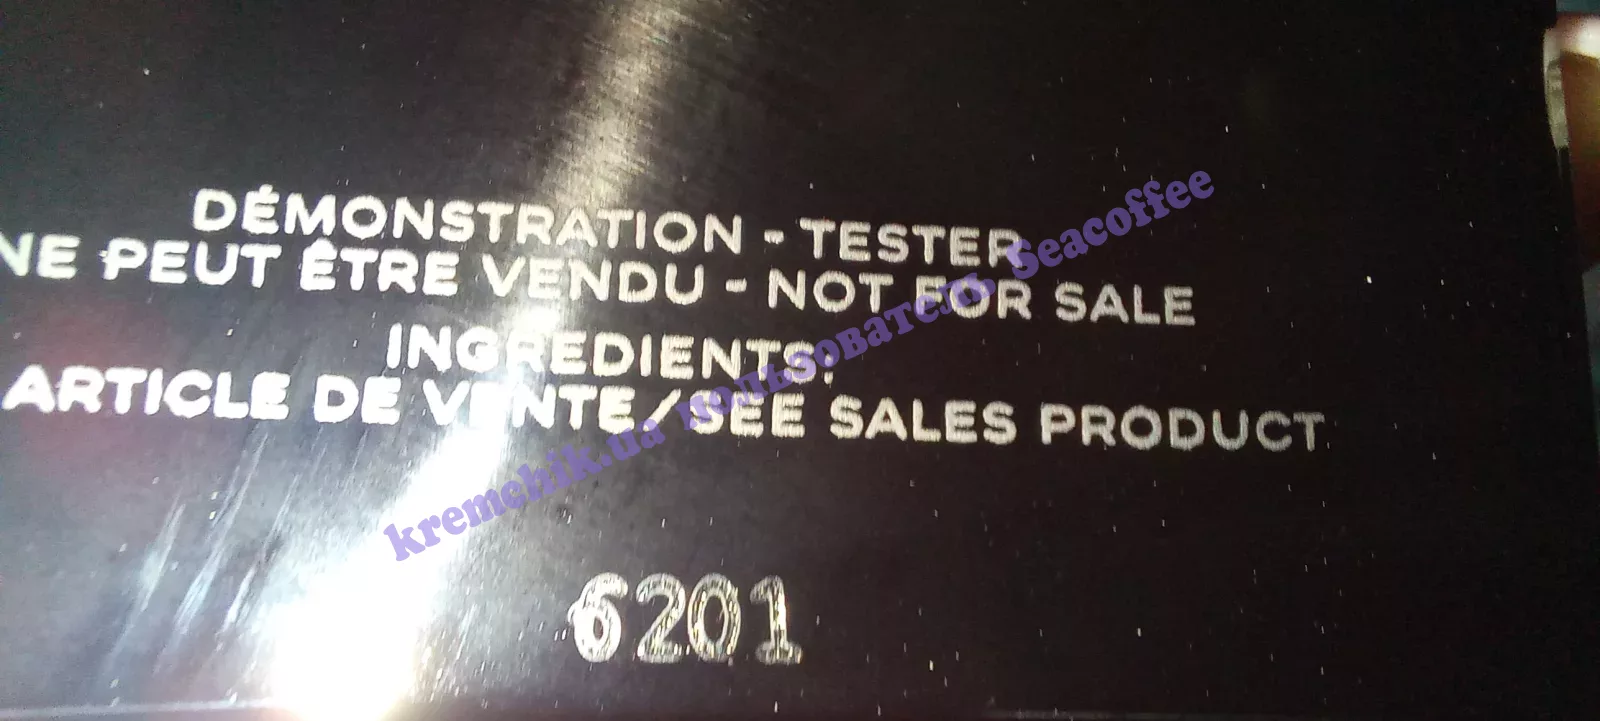 DÉMONSTRATION - TESTER
NE PEUT ÊTRE VENDU - NOT FOR SALE
INGREDIENTS:
ARTICLE DE VENTE/SEE SALES PRODUCT
6201
kremchik.ua пользователь Seacoffee